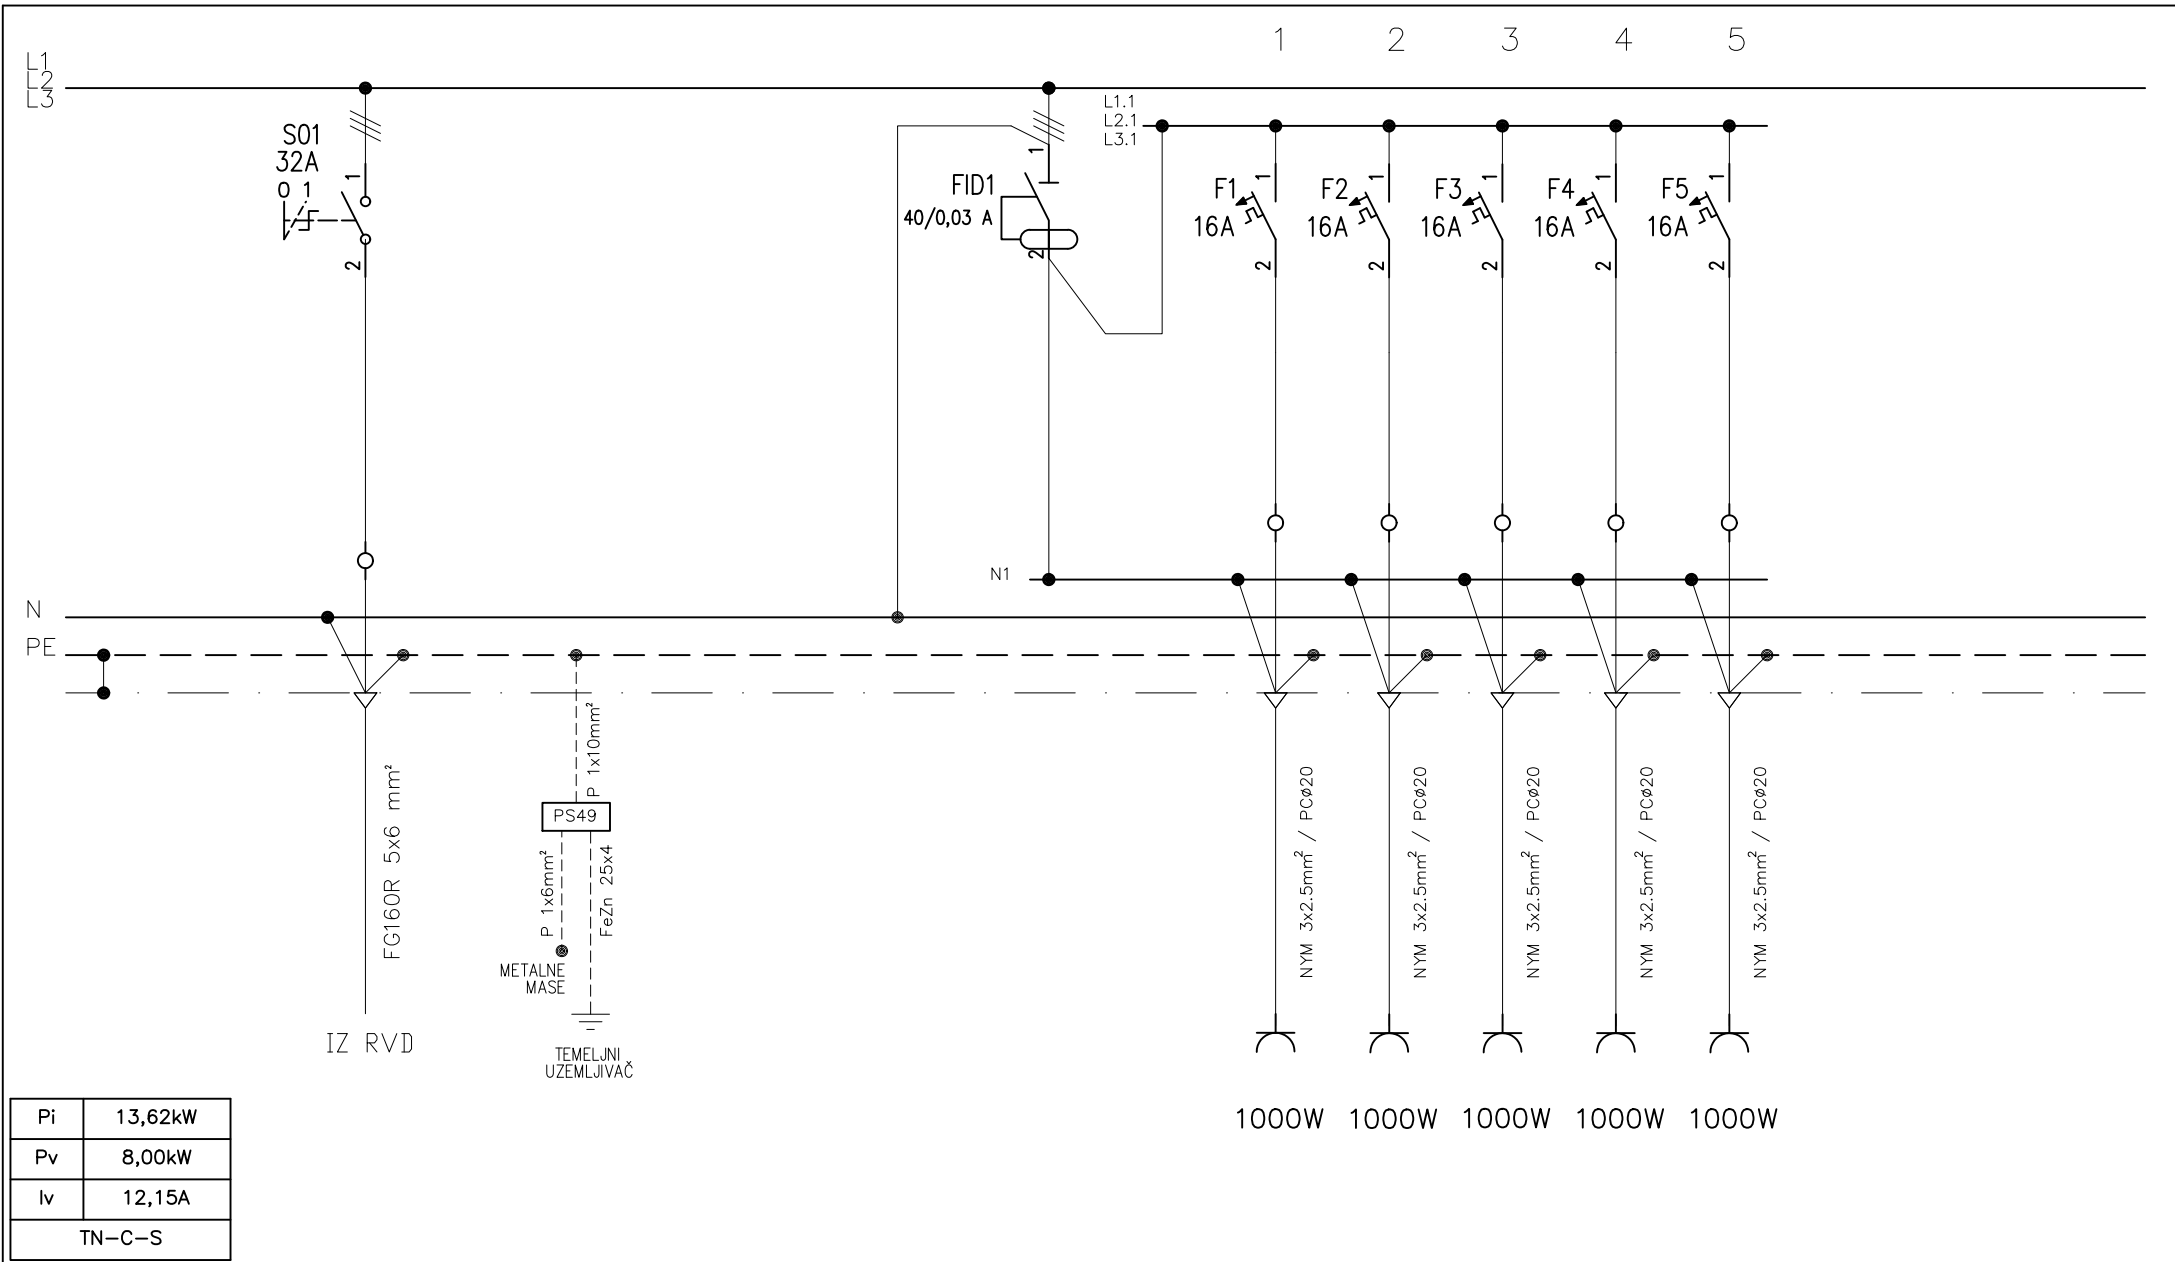 1 2 3 4 5
L1
L2
L3
L1.1
L2.1
L3.1
S01
32A
0 1
1
2
FID1
40/0,03 A
1
2
F1
16A
1
2
F2
16A
1
2
F3
16A
1
2
F4
16A
1
2
F5
16A
1
2
N1
N
PE
FG160R 5x6 mm²
IZ RVD
P 1x10mm²
PS49
P 1x6mm²
FeZn 25x4
METALNE
MASE
TEMELJNI
UZEMLJIVAČ
NYM 3x2.5mm² / PCø20
NYM 3x2.5mm² / PCø20
NYM 3x2.5mm² / PCø20
NYM 3x2.5mm² / PCø20
NYM 3x2.5mm² / PCø20
1000W 1000W 1000W 1000W 1000W
Pi 13,62kW
Pv 8,00kW
Iv 12,15A
TN-C-S